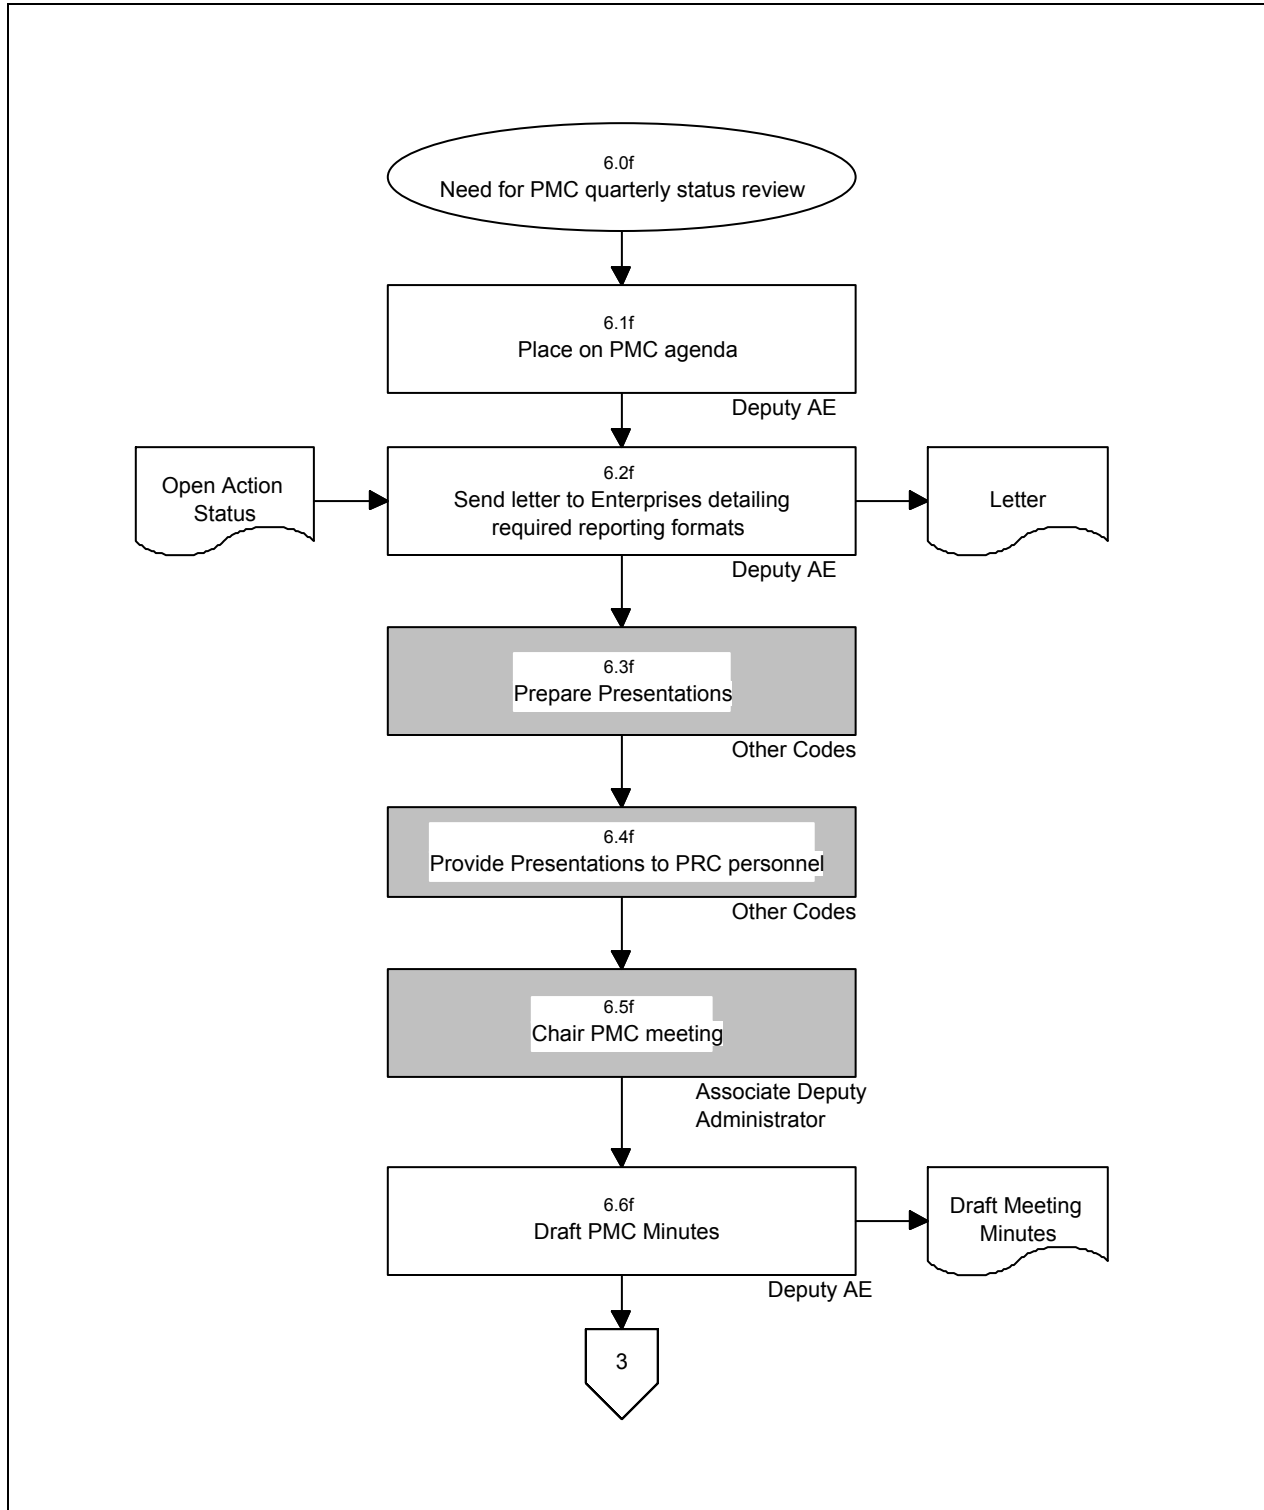 6.0f
Need for PMC quarterly status review
6.1f
Place on PMC agenda
Deputy AE
Open Action
Status
6.2f
Send letter to Enterprises detailing
required reporting formats
Letter
Deputy AE
6.3f
Prepare Presentations
Other Codes
6.4f
Provide Presentations to PRC personnel
Other Codes
6.5f
Chair PMC meeting
Associate Deputy
Administrator
6.6f
Draft PMC Minutes
Draft Meeting
Minutes
Deputy AE
3